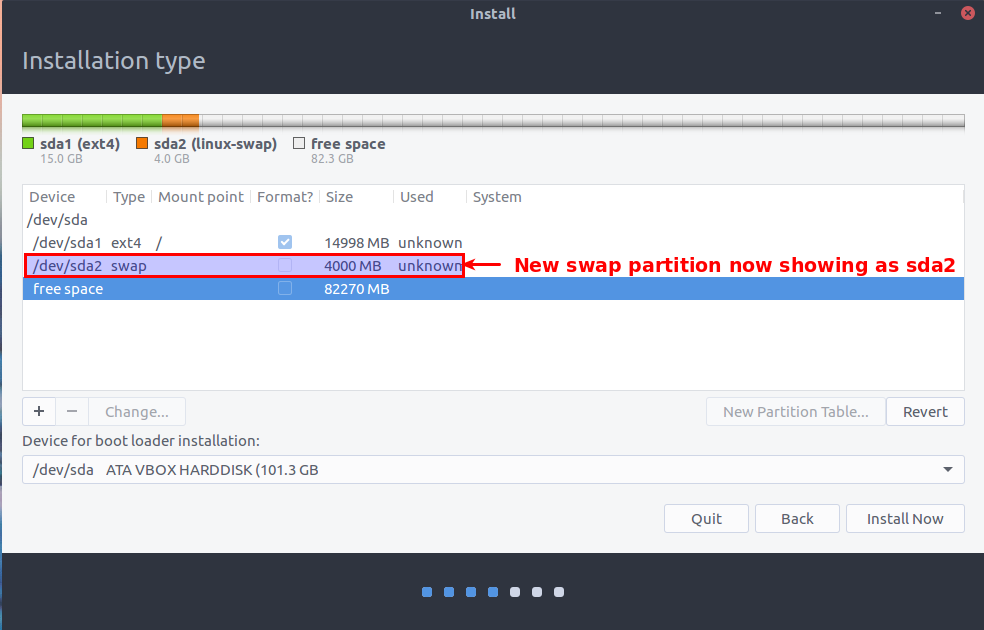 Install
Installation type
sda1 (ext4) sda2 (linux-swap) free space
15.0 GB 4.0 GB 82.3 GB
Device Type Mount point Format? Size Used System
/dev/sda
/dev/sda1 ext4 / 14998 MB unknown
/dev/sda2 swap 4000 MB unknown New swap partition now showing as sda2
free space 82270 MB
+ − Change... New Partition Table... Revert
Device for boot loader installation:
/dev/sda ATA VBOX HARDDISK (101.3 GB
Quit Back Install Now